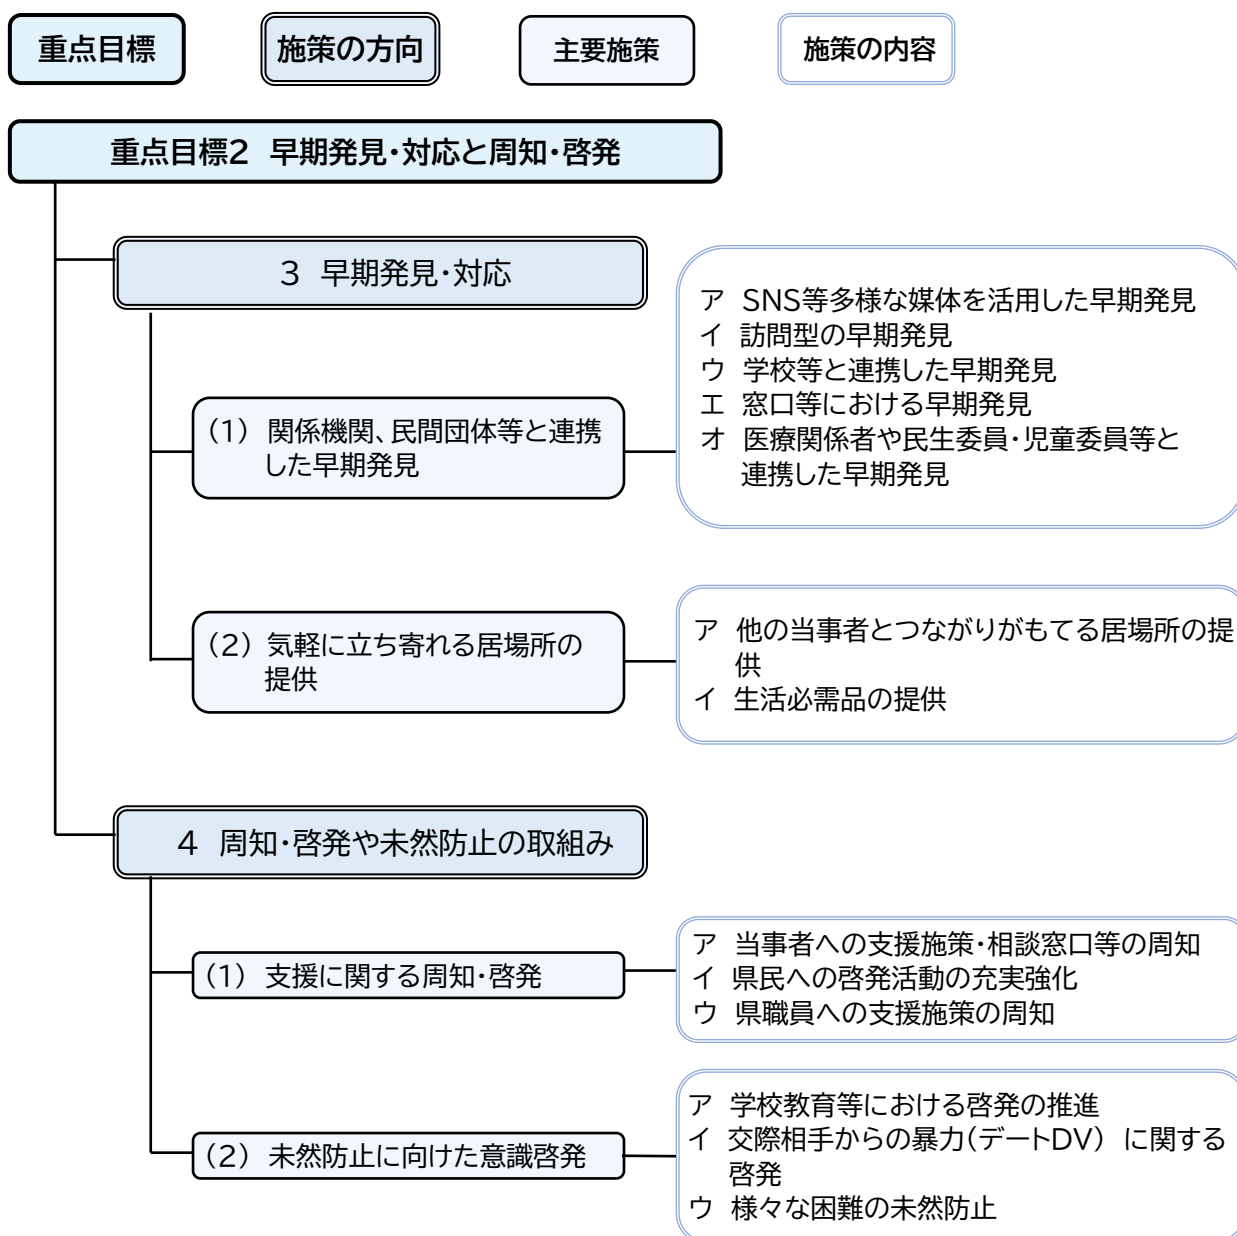 重点目標
施策の方向
主要施策
施策の内容
重点目標2 早期発見・対応と周知・啓発
3 早期発見・対応
(1) 関係機関、民間団体等と連携
した早期発見
ア SNS等多様な媒体を活用した早期発見
イ 訪問型の早期発見
ウ 学校等と連携した早期発見
エ 窓口等における早期発見
オ 医療関係者や民生委員・児童委員等と
連携した早期発見
(2) 気軽に立ち寄れる居場所の
提供
ア 他の当事者とつながりがもてる居場所の提
供
イ 生活必需品の提供
4 周知・啓発や未然防止の取組み
(1) 支援に関する周知・啓発
ア 当事者への支援施策・相談窓口等の周知
イ 県民への啓発活動の充実強化
ウ 県職員への支援施策の周知
(2) 未然防止に向けた意識啓発
ア 学校教育等における啓発の推進
イ 交際相手からの暴力(デートDV) に関する
啓発
ウ 様々な困難の未然防止